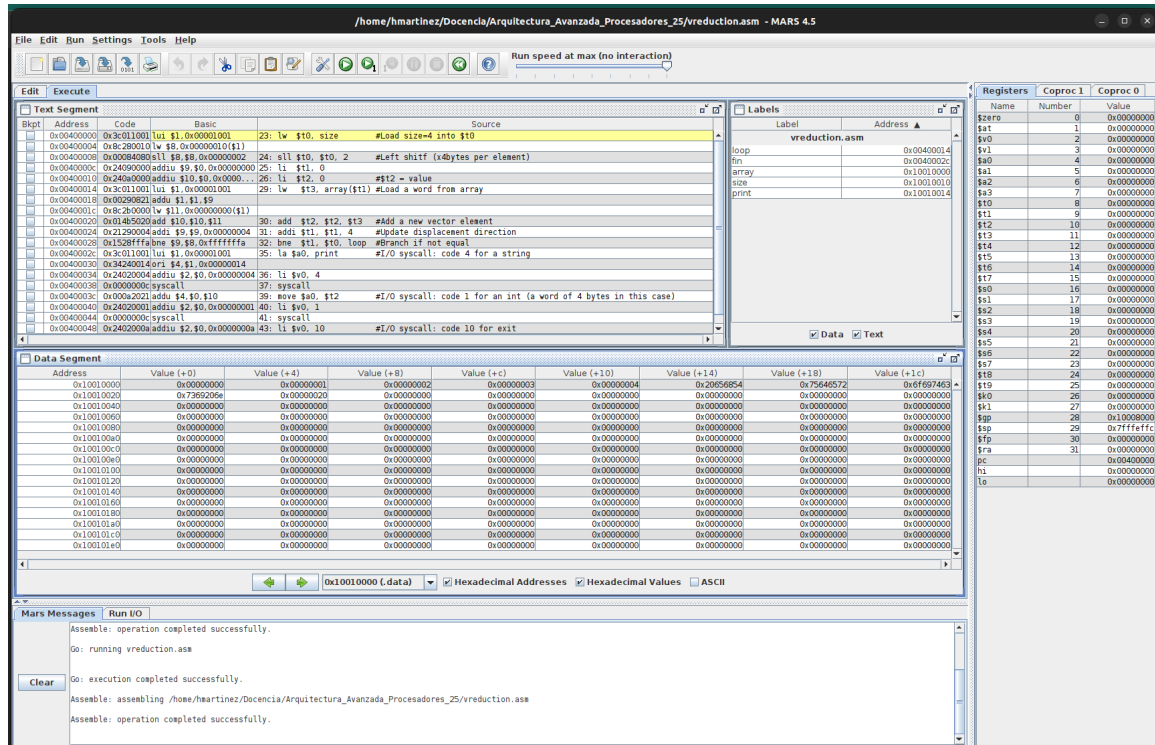 /home/hmartinez/Docencia/Arquitectura_Avanzada_Procesadores_25/vreduction.asm - MARS 4.5
File Edit Run Settings Tools Help
Run speed at max (no interaction)
Edit Execute
Text Segment
Bkpt Address Code Basic Source
0x00400000 0x3c011001 lui $1,0x00001001 23: lw $t0, size #Load size=4 into $t0
0x00400004 0x8c280010 lw $8,0x00000010($1)
0x00400008 0x00084080 sll $8,$8,0x00000002 24: sll $t0, $t0, 2 #Left shitf (x4bytes per element)
0x0040000c 0x24090000 addiu $9,$0,0x00000000 25: li $t1, 0
0x00400010 0x240a0000 addiu $10,$0,0x0000... 26: li $t2, 0 #$t2 = value
0x00400014 0x3c011001 lui $1,0x00001001 29: lw $t3, array($t1) #Load a word from array
0x00400018 0x00290821 addu $1,$1,$9
0x0040001c 0x8c2b0000 lw $11,0x00000000($1)
0x00400020 0x014b5020 add $10,$10,$11 30: add $t2, $t2, $t3 #Add a new vector element
0x00400024 0x21290004 addi $9,$9,0x00000004 31: addi $t1, $t1, 4 #Update displacement direction
0x00400028 0x1528fffa bne $9,$8,0xfffffffa 32: bne $t1, $t0, loop #Branch if not equal
0x0040002c 0x3c011001 lui $1,0x00001001 35: la $a0, print #I/O syscall: code 4 for a string
0x00400030 0x34240014 ori $4,$1,0x00000014
0x00400034 0x24020004 addiu $2,$0,0x00000004 36: li $v0, 4
0x00400038 0x0000000c syscall 37: syscall
0x0040003c 0x000a2021 addu $4,$0,$10 39: move $a0, $t2 #I/O syscall: code 1 for an int (a word of 4 bytes in this case)
0x00400040 0x24020001 addiu $2,$0,0x00000001 40: li $v0, 1
0x00400044 0x0000000c syscall 41: syscall
0x00400048 0x2402000a addiu $2,$0,0x0000000a 43: li $v0, 10 #I/O syscall: code 10 for exit
Labels
Label Address ▲
vreduction.asm
loop 0x00400014
fin 0x0040002c
array 0x10010000
size 0x10010010
print 0x10010014
Data Text
Data Segment
Address Value (+0) Value (+4) Value (+8) Value (+c) Value (+10) Value (+14) Value (+18) Value (+1c)
0x10010000 0x00000000 0x00000001 0x00000002 0x00000003 0x00000004 0x20656854 0x75646572 0x6f697463
0x10010020 0x7369206e 0x00000020 0x00000000 0x00000000 0x00000000 0x00000000 0x00000000 0x00000000
0x10010040 0x00000000 0x00000000 0x00000000 0x00000000 0x00000000 0x00000000 0x00000000 0x00000000
0x10010060 0x00000000 0x00000000 0x00000000 0x00000000 0x00000000 0x00000000 0x00000000 0x00000000
0x10010080 0x00000000 0x00000000 0x00000000 0x00000000 0x00000000 0x00000000 0x00000000 0x00000000
0x100100a0 0x00000000 0x00000000 0x00000000 0x00000000 0x00000000 0x00000000 0x00000000 0x00000000
0x100100c0 0x00000000 0x00000000 0x00000000 0x00000000 0x00000000 0x00000000 0x00000000 0x00000000
0x100100e0 0x00000000 0x00000000 0x00000000 0x00000000 0x00000000 0x00000000 0x00000000 0x00000000
0x10010100 0x00000000 0x00000000 0x00000000 0x00000000 0x00000000 0x00000000 0x00000000 0x00000000
0x10010120 0x00000000 0x00000000 0x00000000 0x00000000 0x00000000 0x00000000 0x00000000 0x00000000
0x10010140 0x00000000 0x00000000 0x00000000 0x00000000 0x00000000 0x00000000 0x00000000 0x00000000
0x10010160 0x00000000 0x00000000 0x00000000 0x00000000 0x00000000 0x00000000 0x00000000 0x00000000
0x10010180 0x00000000 0x00000000 0x00000000 0x00000000 0x00000000 0x00000000 0x00000000 0x00000000
0x100101a0 0x00000000 0x00000000 0x00000000 0x00000000 0x00000000 0x00000000 0x00000000 0x00000000
0x100101c0 0x00000000 0x00000000 0x00000000 0x00000000 0x00000000 0x00000000 0x00000000 0x00000000
0x100101e0 0x00000000 0x00000000 0x00000000 0x00000000 0x00000000 0x00000000 0x00000000 0x00000000
0x10010000 (.data) Hexadecimal Addresses Hexadecimal Values ASCII
Mars Messages Run I/O
Assemble: operation completed successfully.
Go: running vreduction.asm
Go: execution completed successfully.
Assemble: assembling /home/hmartinez/Docencia/Arquitectura_Avanzada_Procesadores_25/vreduction.asm
Assemble: operation completed successfully.
Clear
Registers Coproc 1 Coproc 0
Name Number Value
$zero 0 0x00000000
$at 1 0x00000000
$v0 2 0x00000000
$v1 3 0x00000000
$a0 4 0x00000000
$a1 5 0x00000000
$a2 6 0x00000000
$a3 7 0x00000000
$t0 8 0x00000000
$t1 9 0x00000000
$t2 10 0x00000000
$t3 11 0x00000000
$t4 12 0x00000000
$t5 13 0x00000000
$t6 14 0x00000000
$t7 15 0x00000000
$s0 16 0x00000000
$s1 17 0x00000000
$s2 18 0x00000000
$s3 19 0x00000000
$s4 20 0x00000000
$s5 21 0x00000000
$s6 22 0x00000000
$s7 23 0x00000000
$t8 24 0x00000000
$t9 25 0x00000000
$k0 26 0x00000000
$k1 27 0x00000000
$gp 28 0x10008000
$sp 29 0x7fffeffc
$fp 30 0x00000000
$ra 31 0x00000000
pc 0x00400000
hi 0x00000000
lo 0x00000000